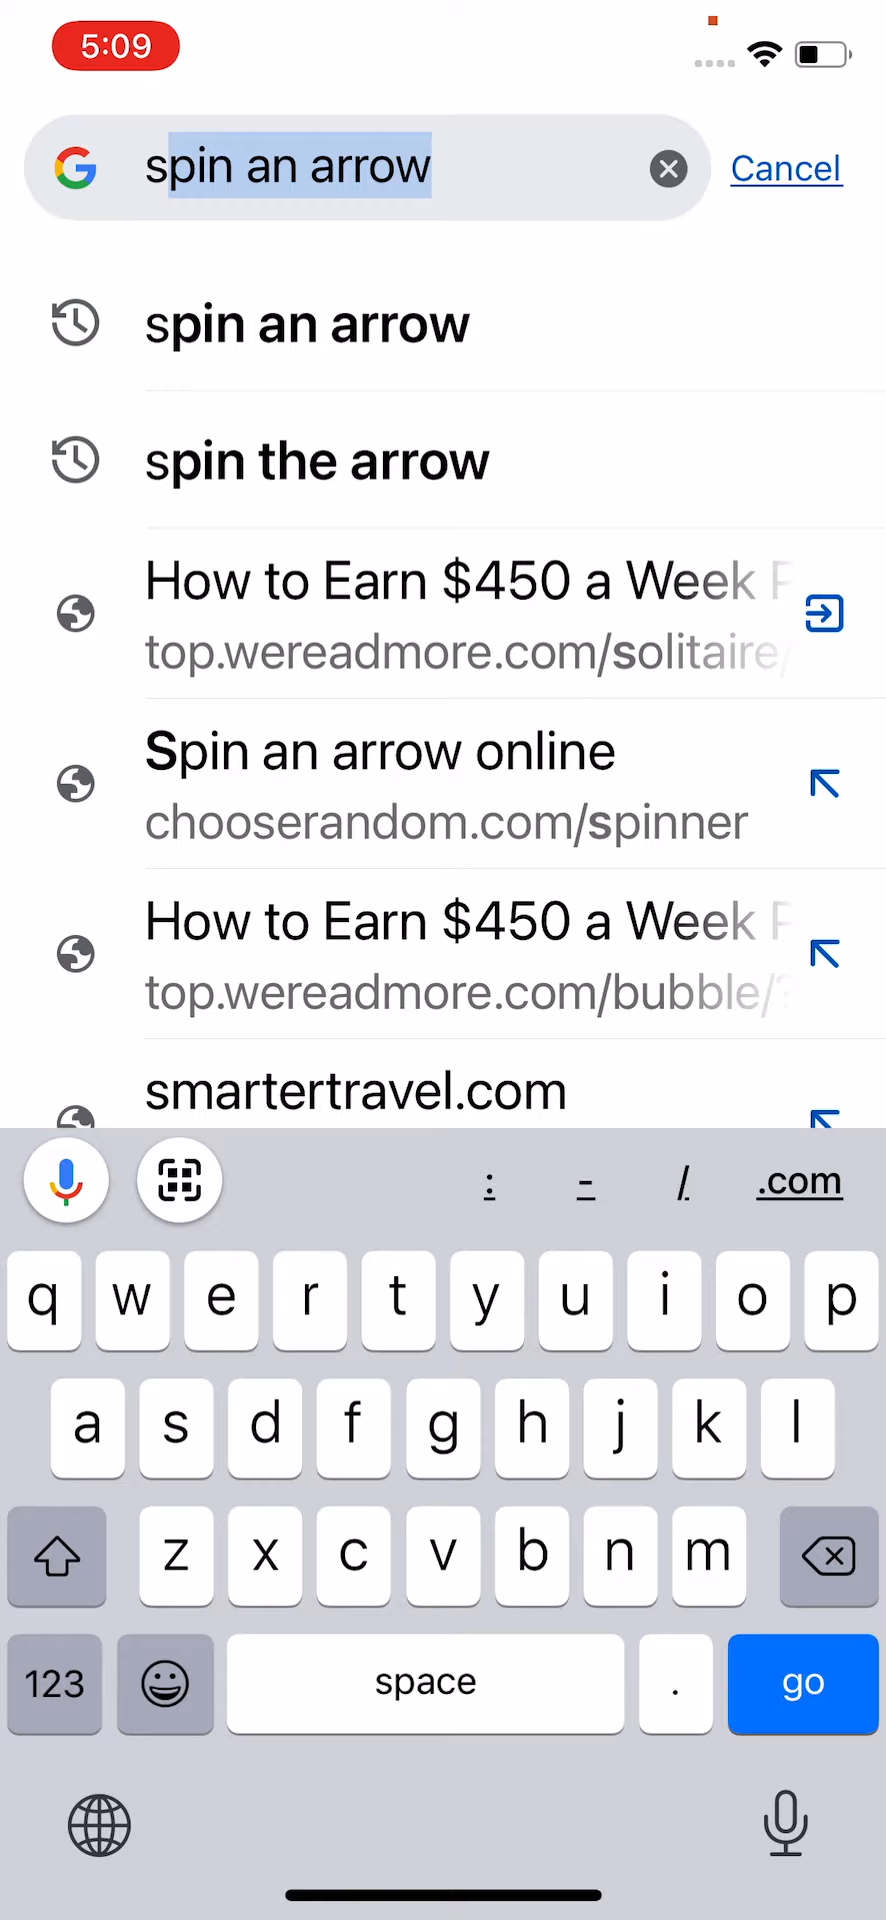 5:09
spin an arrow
Cancel
spin an arrow
spin the arrow
How to Earn $450 a Week
top.wereadmore.com/solitaire/
Spin an arrow online
chooserandom.com/spinner
How to Earn $450 a Week
top.wereadmore.com/bubble/?
smartertravel.com
: - / .com
q w e r t y u i o p
a s d f g h j k l
z x c v b n m
123 space . go